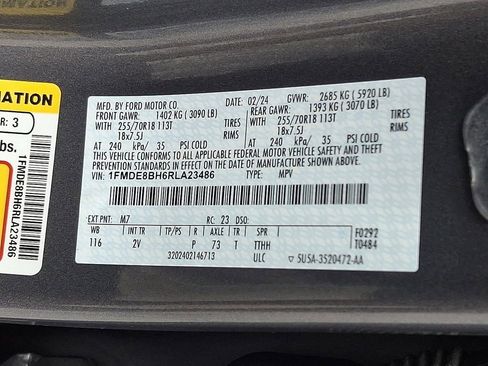 MATION
R: 3
bs.
1FMDE8BH6RLA23486
MFD. BY FORD MOTOR CO.
02/24 GVWR: 2685 KG ( 5920 LB)
FRONT GAWR: 1402 KG ( 3090 LB)
REAR GAWR: 1393 KG ( 3070 LB)
WITH 255/70R18 113T TIRES
WITH 255/70R18 113T TIRES
18x7.5J RIMS
18x7.5J RIMS
AT 240 kPa/ 35 PSI COLD
AT 240 kPa/ 35 PSI COLD
THIS VEHICLE CONFORMS TO ALL APPLICABLE FEDERAL MOTOR VEHICLE SAFETY AND THEFT
PREVENTION STANDARDS IN EFFECT ON THE DATE OF MANUFACTURE SHOWN ABOVE.
VIN: 1FMDE8BH6RLA23486 TYPE: MPV
EXT PNT: M7 RC: 23 DSO:
WB INT TR TP/PS R AXLE TR SPR F0292
116 2V P 73 T TTHH T0484
3202402146713 ULC 5USA-3520472-AA